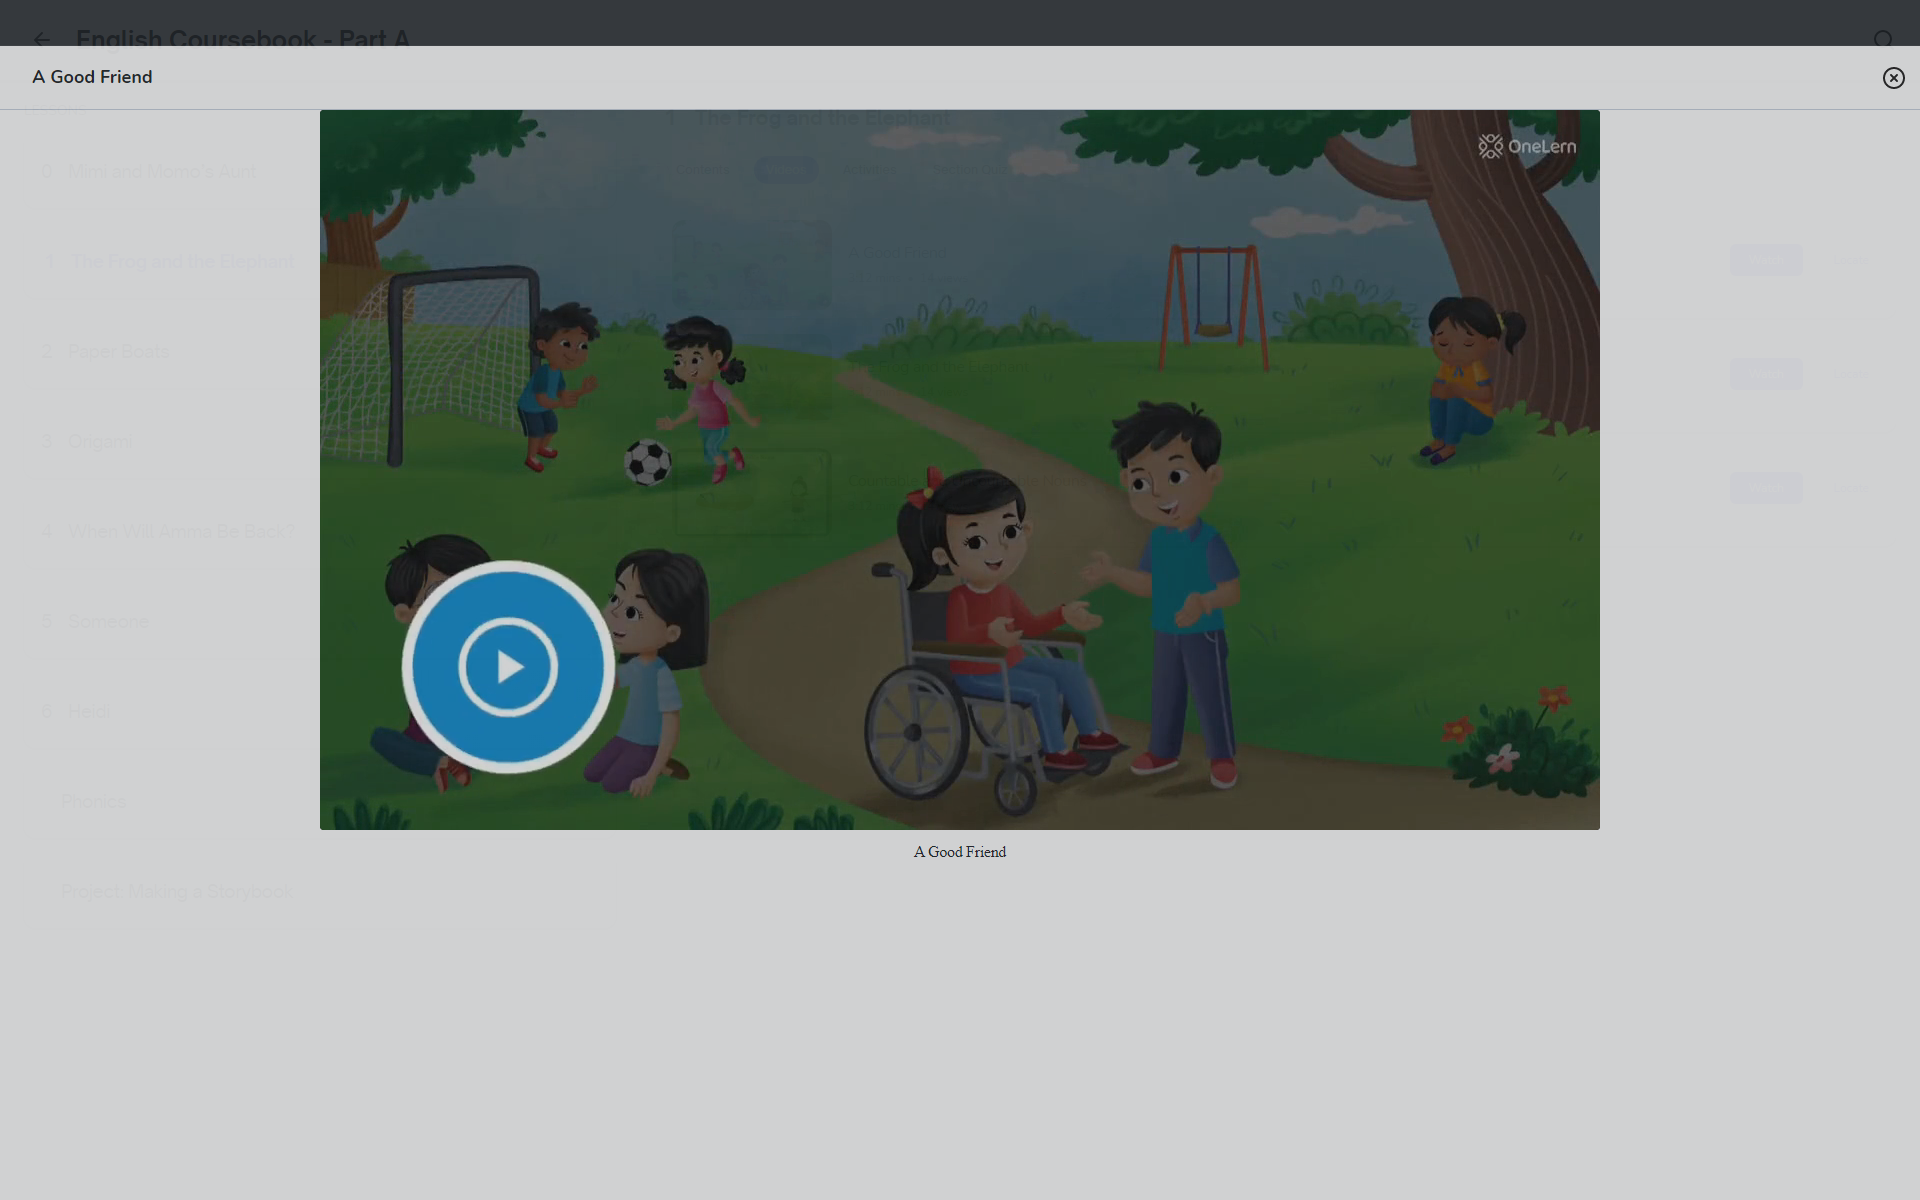 English Coursebook - Part A
A Good Friend
1 The Frog and the Elephant
OneLern
0 Mimi and Momo's Aunt
A Good Friend
1 The Frog and the Elephant
2 Paper Boats
3 Origami
4 When Will Amma Be Back?
5 Someone
6 Heidi
Phonics
A Good Friend
Project: Making a Storybook